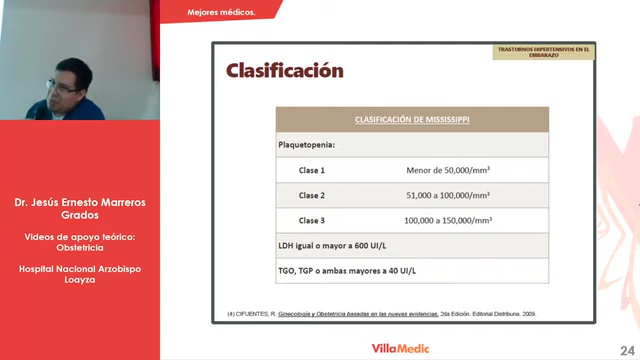 Mejores médicos.
TRASTORNOS HIPERTENSIVOS EN EL
EMBARAZO
Clasificación
CLASIFICACIÓN DE MISSISSIPPI
Plaquetopenia:
Clase 1 Menor de 50,000/mm³
Clase 2 51,000 a 100,000/mm³
Clase 3 100,000 a 150,000/mm³
LDH igual o mayor a 600 UI/L
TGO, TGP o ambas mayores a 40 UI/L
(4) CIFUENTES, R. Ginecología y Obstetricia basadas en las nuevas evidencias. 2da Edición. Editorial Distribuna. 2009.
Dr. Jesús Ernesto Marreros
Grados
Videos de apoyo teórico:
Obstetricia
Hospital Nacional Arzobispo
Loayza
VillaMedic
24